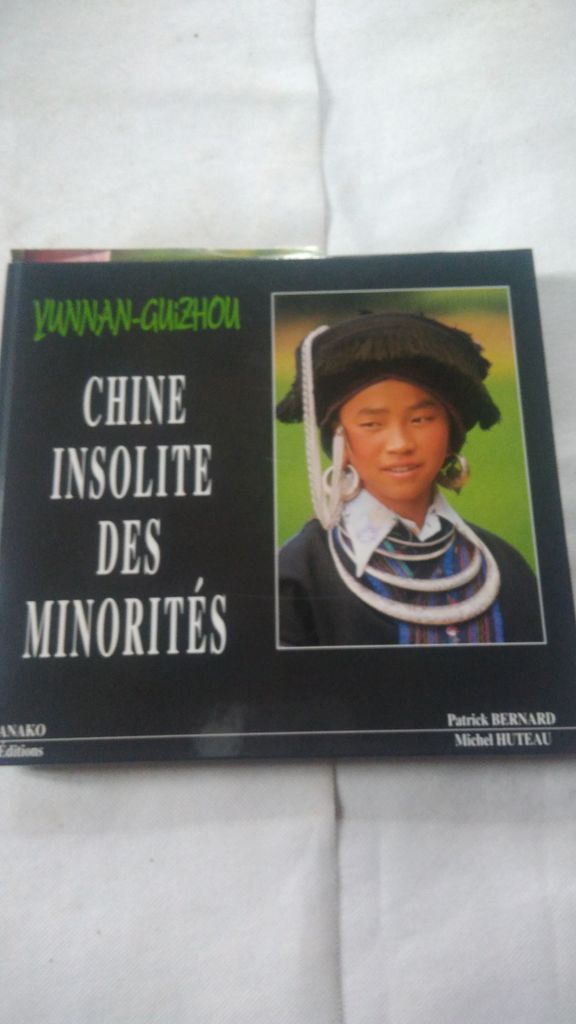 YUNNAN-GUiZHOU
CHINE
INSOLITE
DES
MINORITÉS
Patrick BERNARD
Michel HUTEAU
ANAKO
Éditions